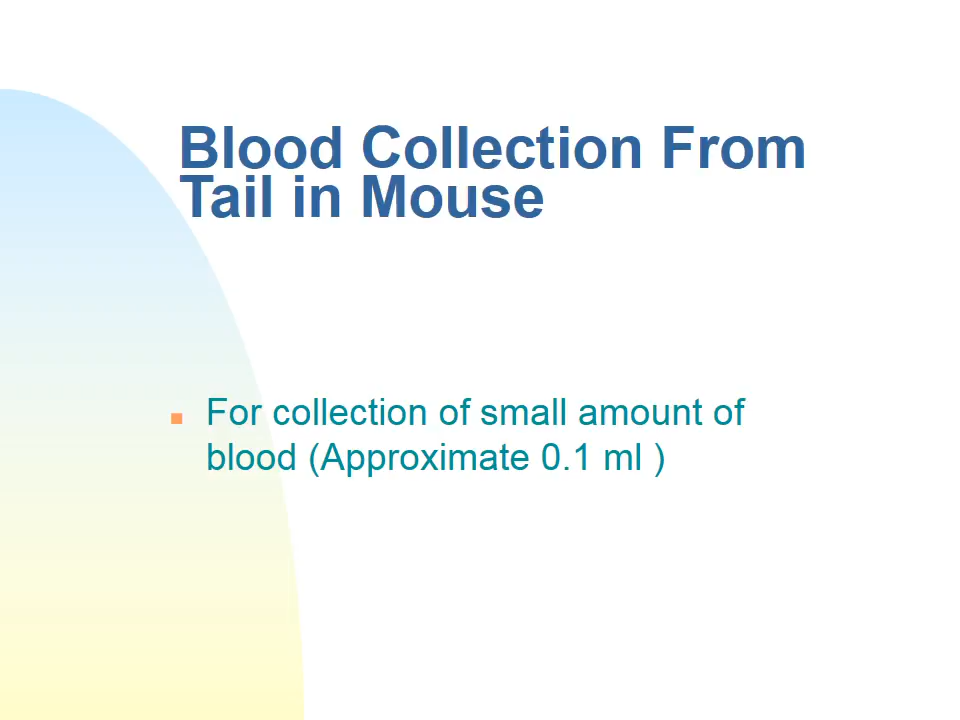 Blood Collection From
Tail in Mouse
For collection of small amount of
blood (Approximate 0.1 ml )